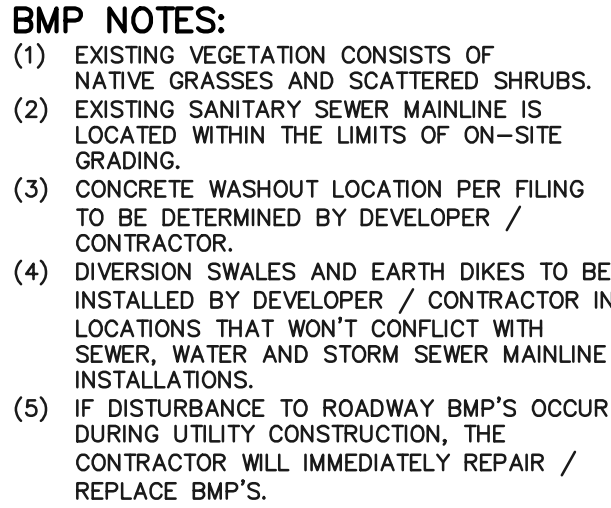 BMP NOTES:
(1) EXISTING VEGETATION CONSISTS OF
NATIVE GRASSES AND SCATTERED SHRUBS.
(2) EXISTING SANITARY SEWER MAINLINE IS
LOCATED WITHIN THE LIMITS OF ON–SITE
GRADING.
(3) CONCRETE WASHOUT LOCATION PER FILING
TO BE DETERMINED BY DEVELOPER /
CONTRACTOR.
(4) DIVERSION SWALES AND EARTH DIKES TO BE
INSTALLED BY DEVELOPER / CONTRACTOR IN
LOCATIONS THAT WON'T CONFLICT WITH
SEWER, WATER AND STORM SEWER MAINLINE
INSTALLATIONS.
(5) IF DISTURBANCE TO ROADWAY BMP'S OCCUR
DURING UTILITY CONSTRUCTION, THE
CONTRACTOR WILL IMMEDIATELY REPAIR /
REPLACE BMP'S.